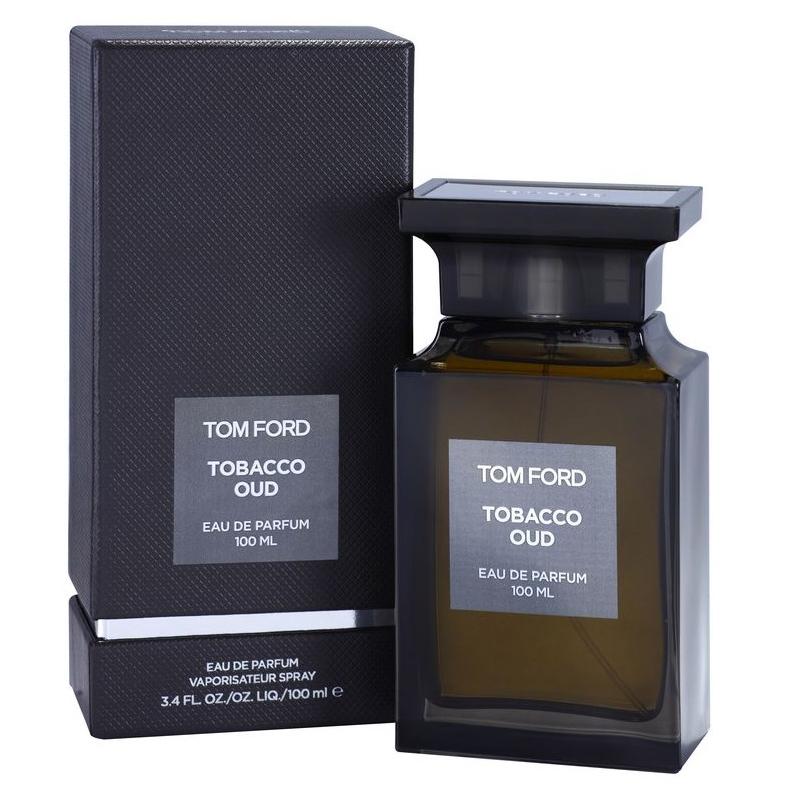 TOM FORD
TOBACCO
OUD
EAU DE PARFUM
100 ML
EAU DE PARFUM
VAPORISATEUR SPRAY
3.4 FL. OZ./OZ. LIQ./100 ml ℮
TOM FORD
TOBACCO
OUD
EAU DE PARFUM
100 ML